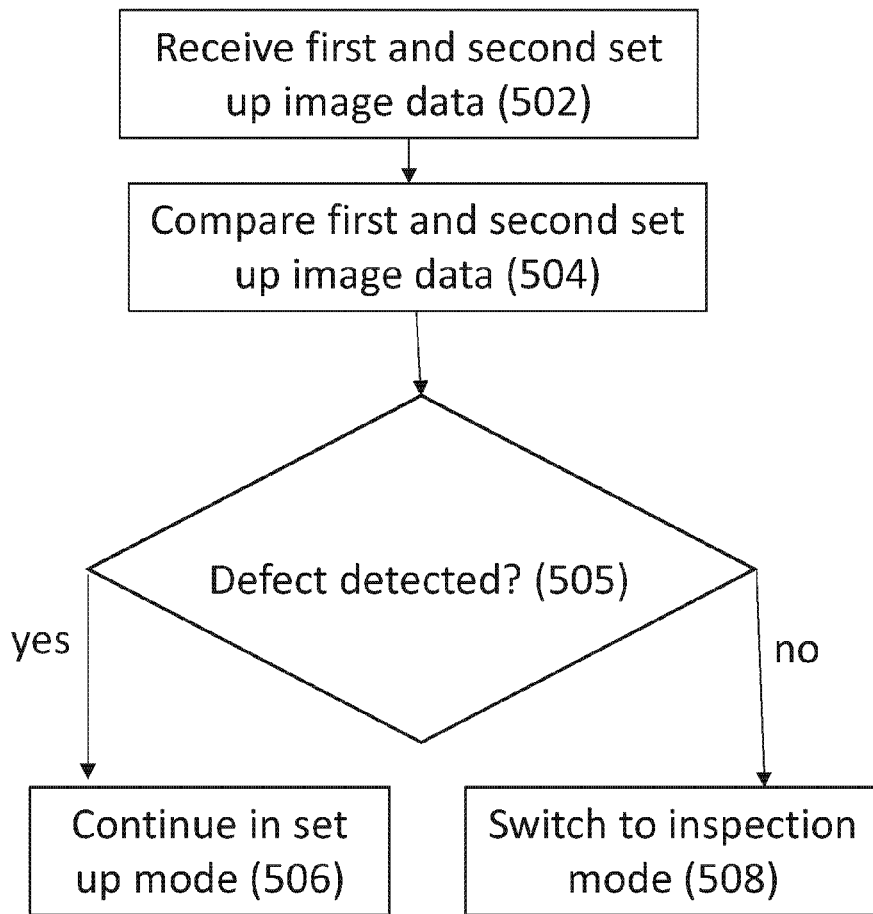 Receive first and second set
up image data (502)
Compare first and second set
up image data (504)
Defect detected? (505)
yes
no
Continue in set
up mode (506)
Switch to inspection
mode (508)